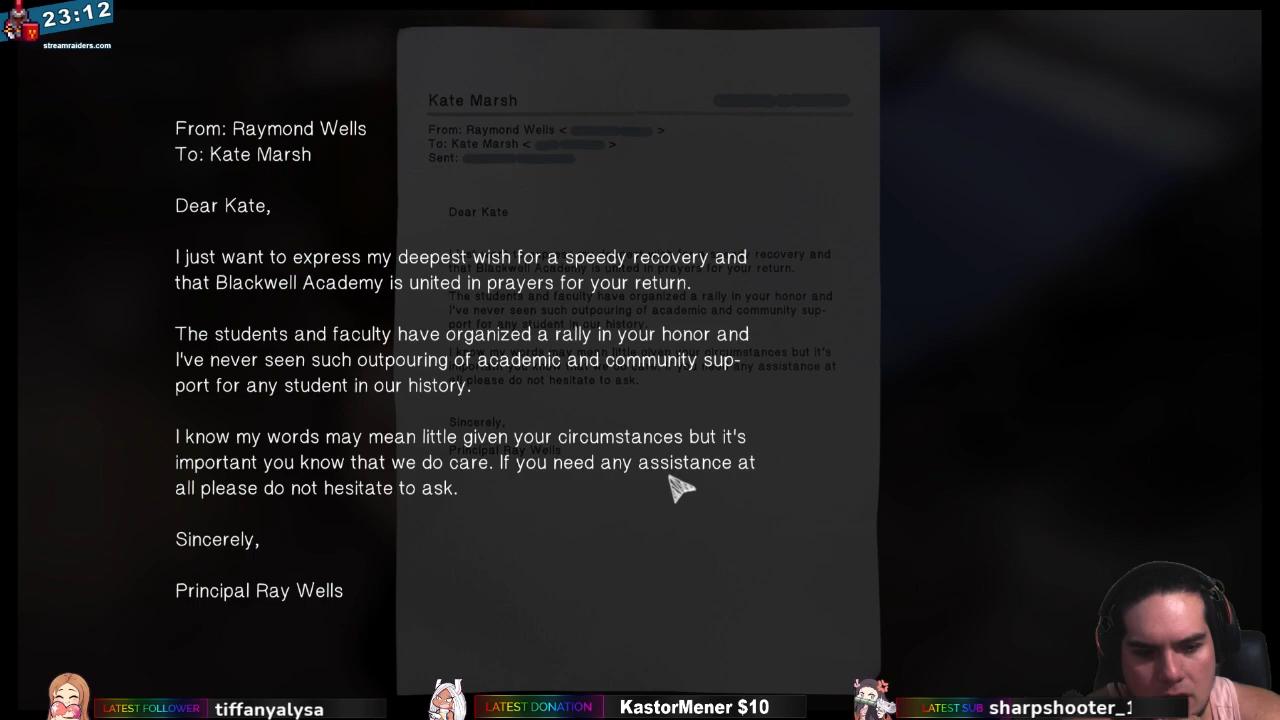 23:12
streamraiders.com
Kate Marsh
From: Raymond Wells < >
To: Kate Marsh < >
Sent:
Dear Kate
From: Raymond Wells
To: Kate Marsh
Dear Kate,
I just want to express my deepest wish for a speedy recovery and
that Blackwell Academy is united in prayers for your return.
The students and faculty have organized a rally in your honor and
I've never seen such outpouring of academic and community sup-
port for any student in our history.
I know my words may mean little given your circumstances but it's
important you know that we do care. If you need any assistance at
all please do not hesitate to ask.
Sincerely,
Principal Ray Wells
Sincerely,
LATEST FOLLOWER tiffanyalysa
LATEST DONATION KastorMener $10
LATEST SUB sharpshooter_1